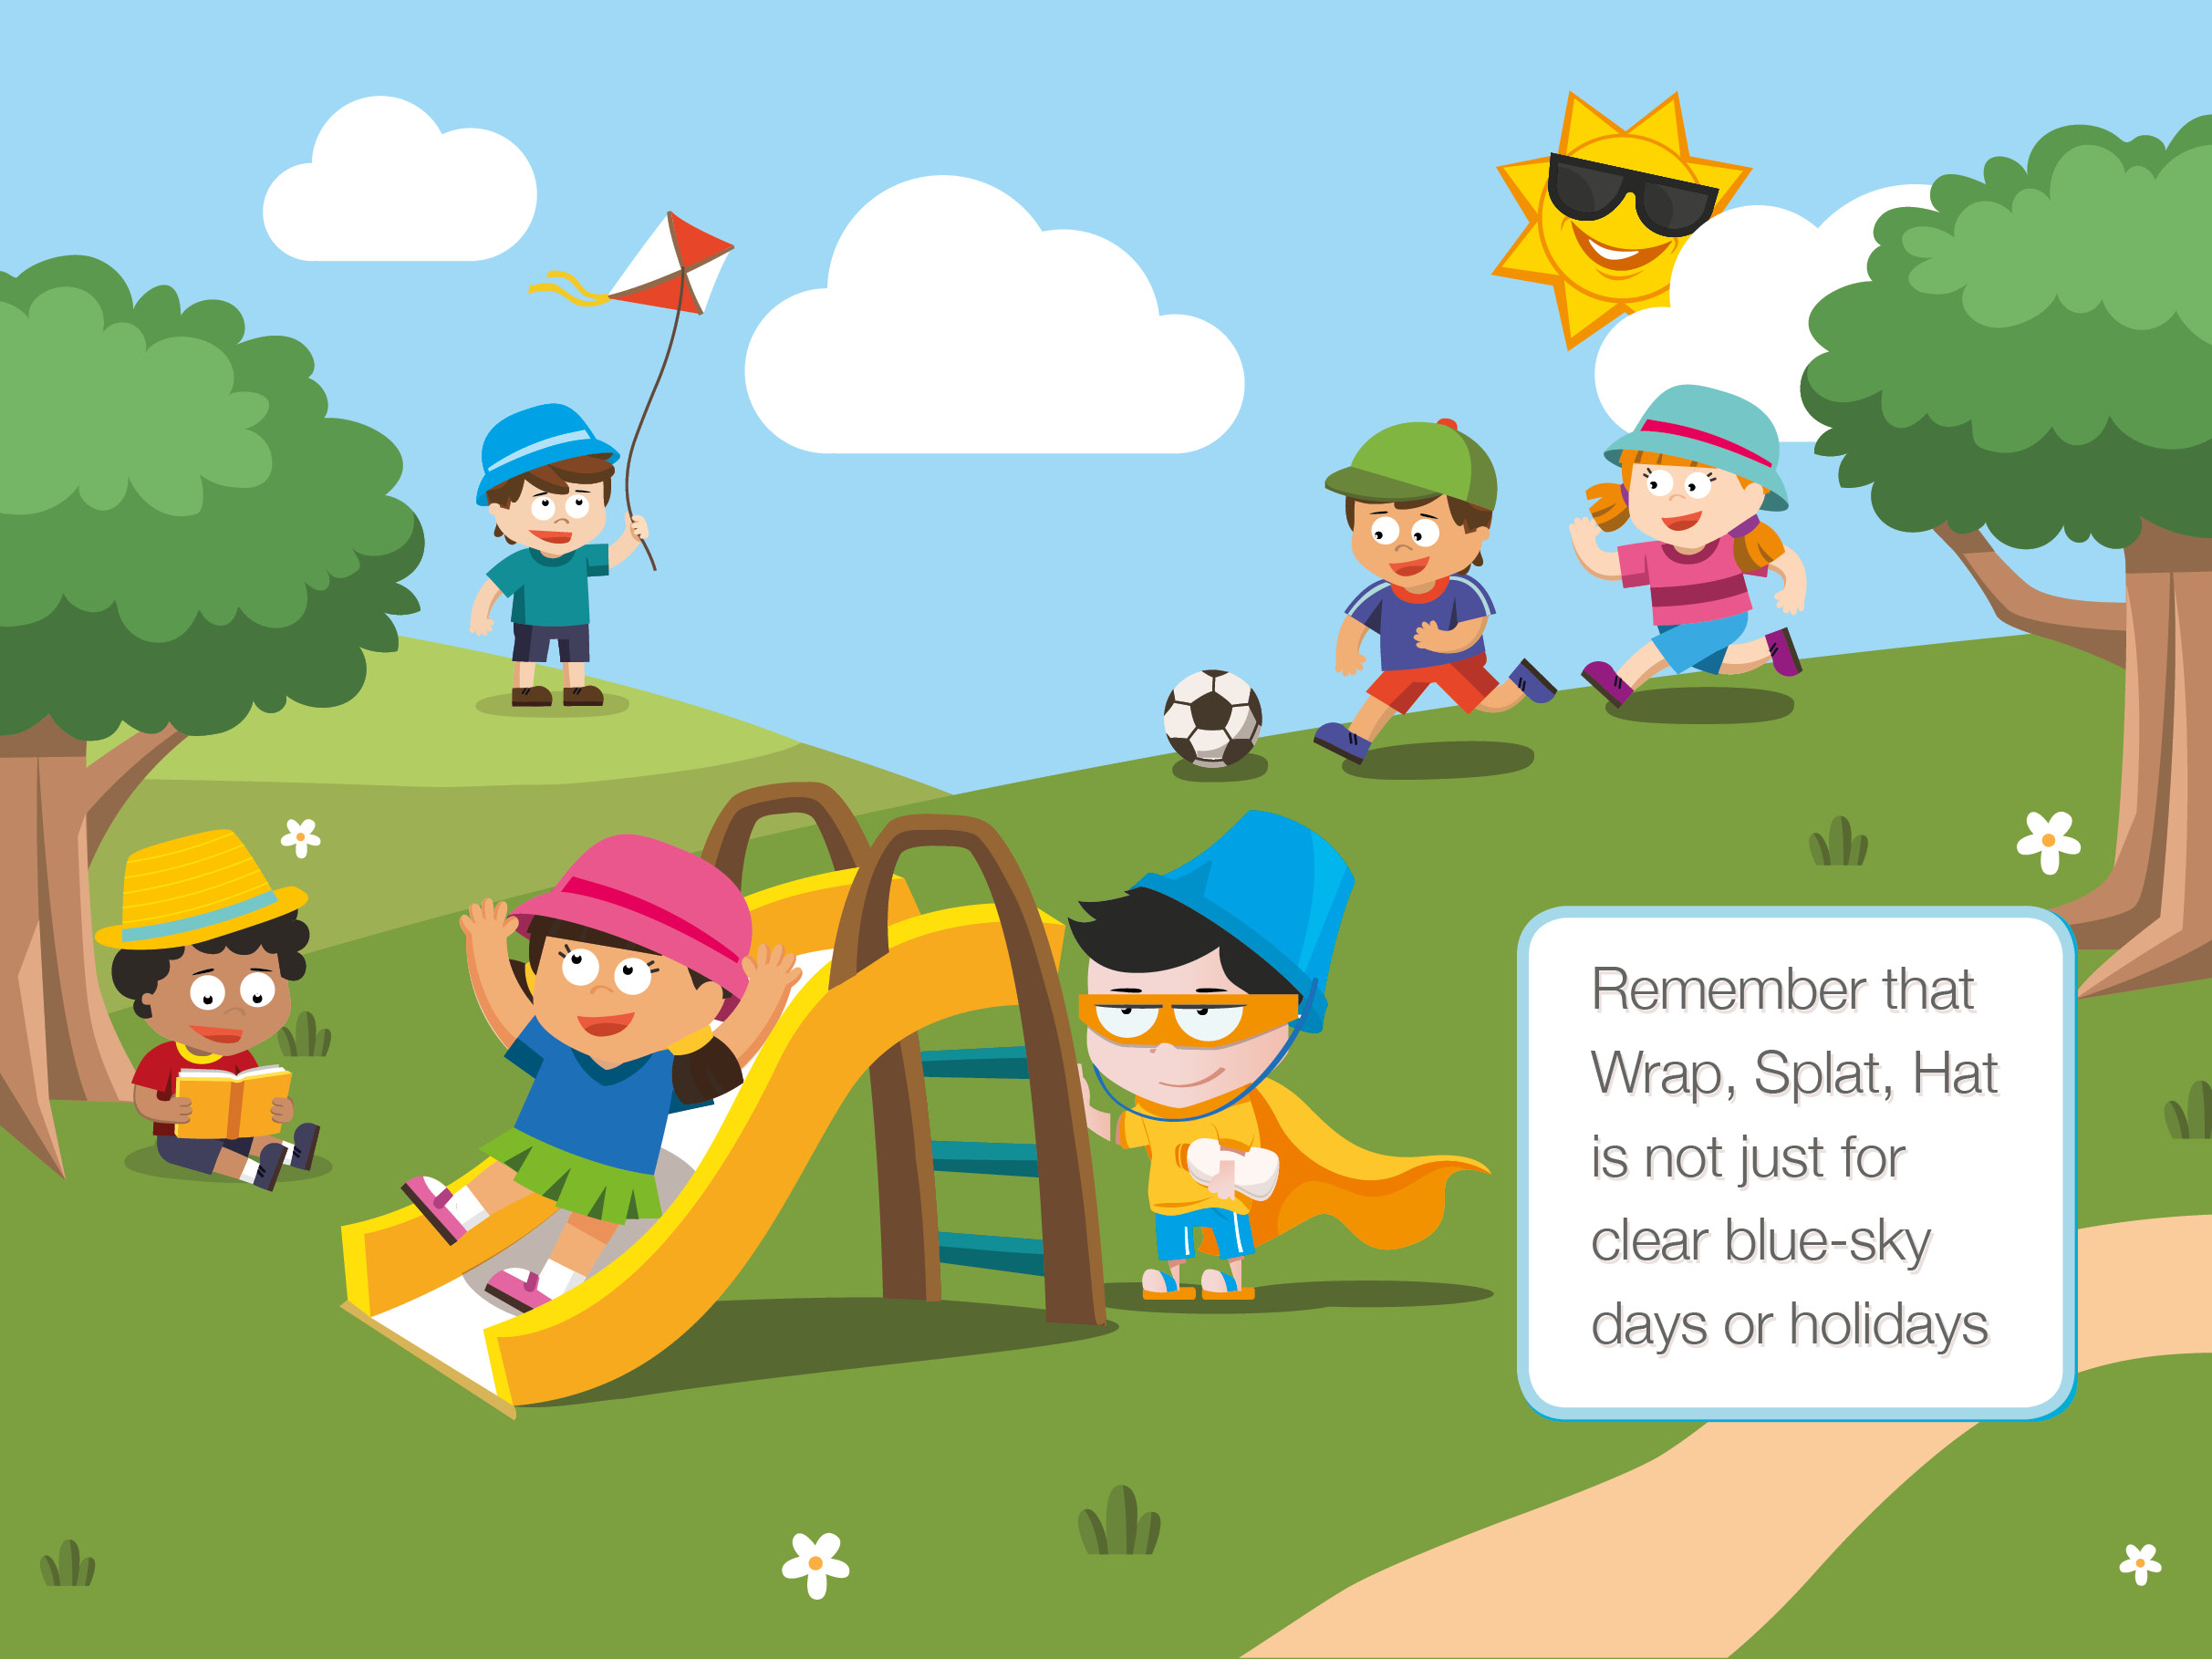 Remember that
Wrap, Splat, Hat
is not just for
clear blue-sky
days or holidays